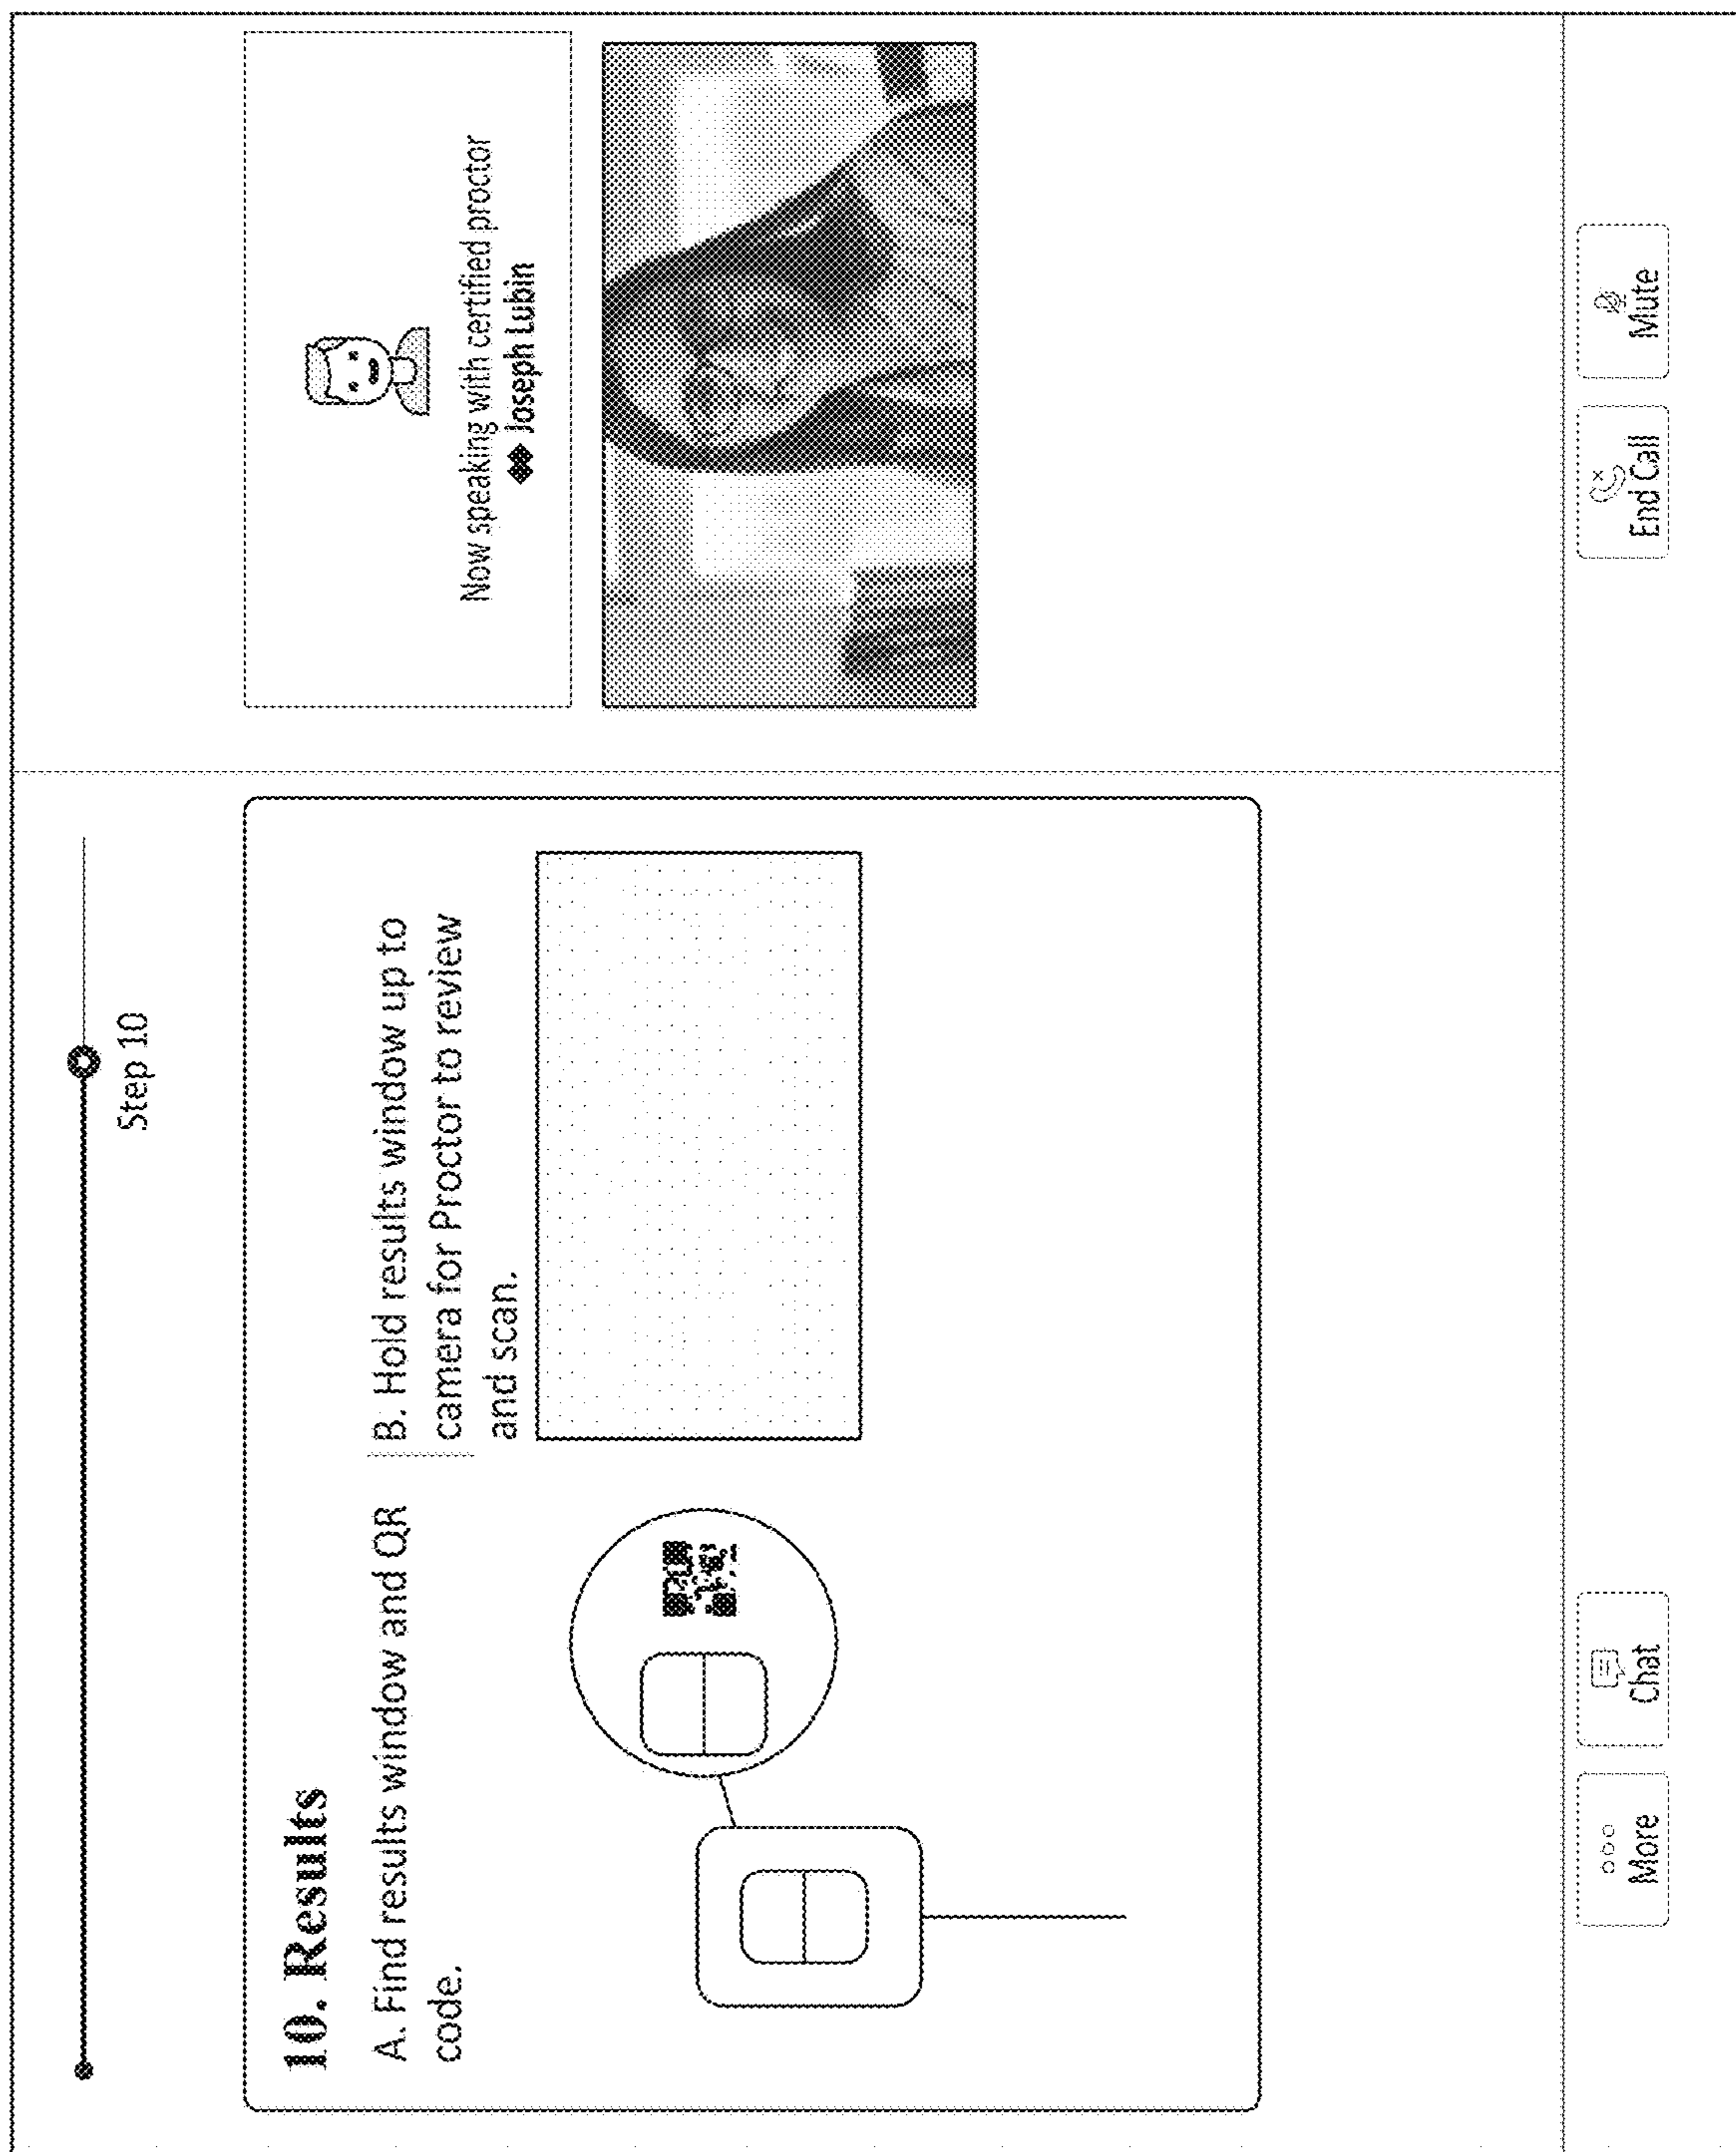 Step 10
10. Results
A. Find results window and QR
code.
B. Hold results window up to
camera for Proctor to review
and scan.
Now speaking with certified proctor
Joseph Lubin
More
Chat
End Call
Mute